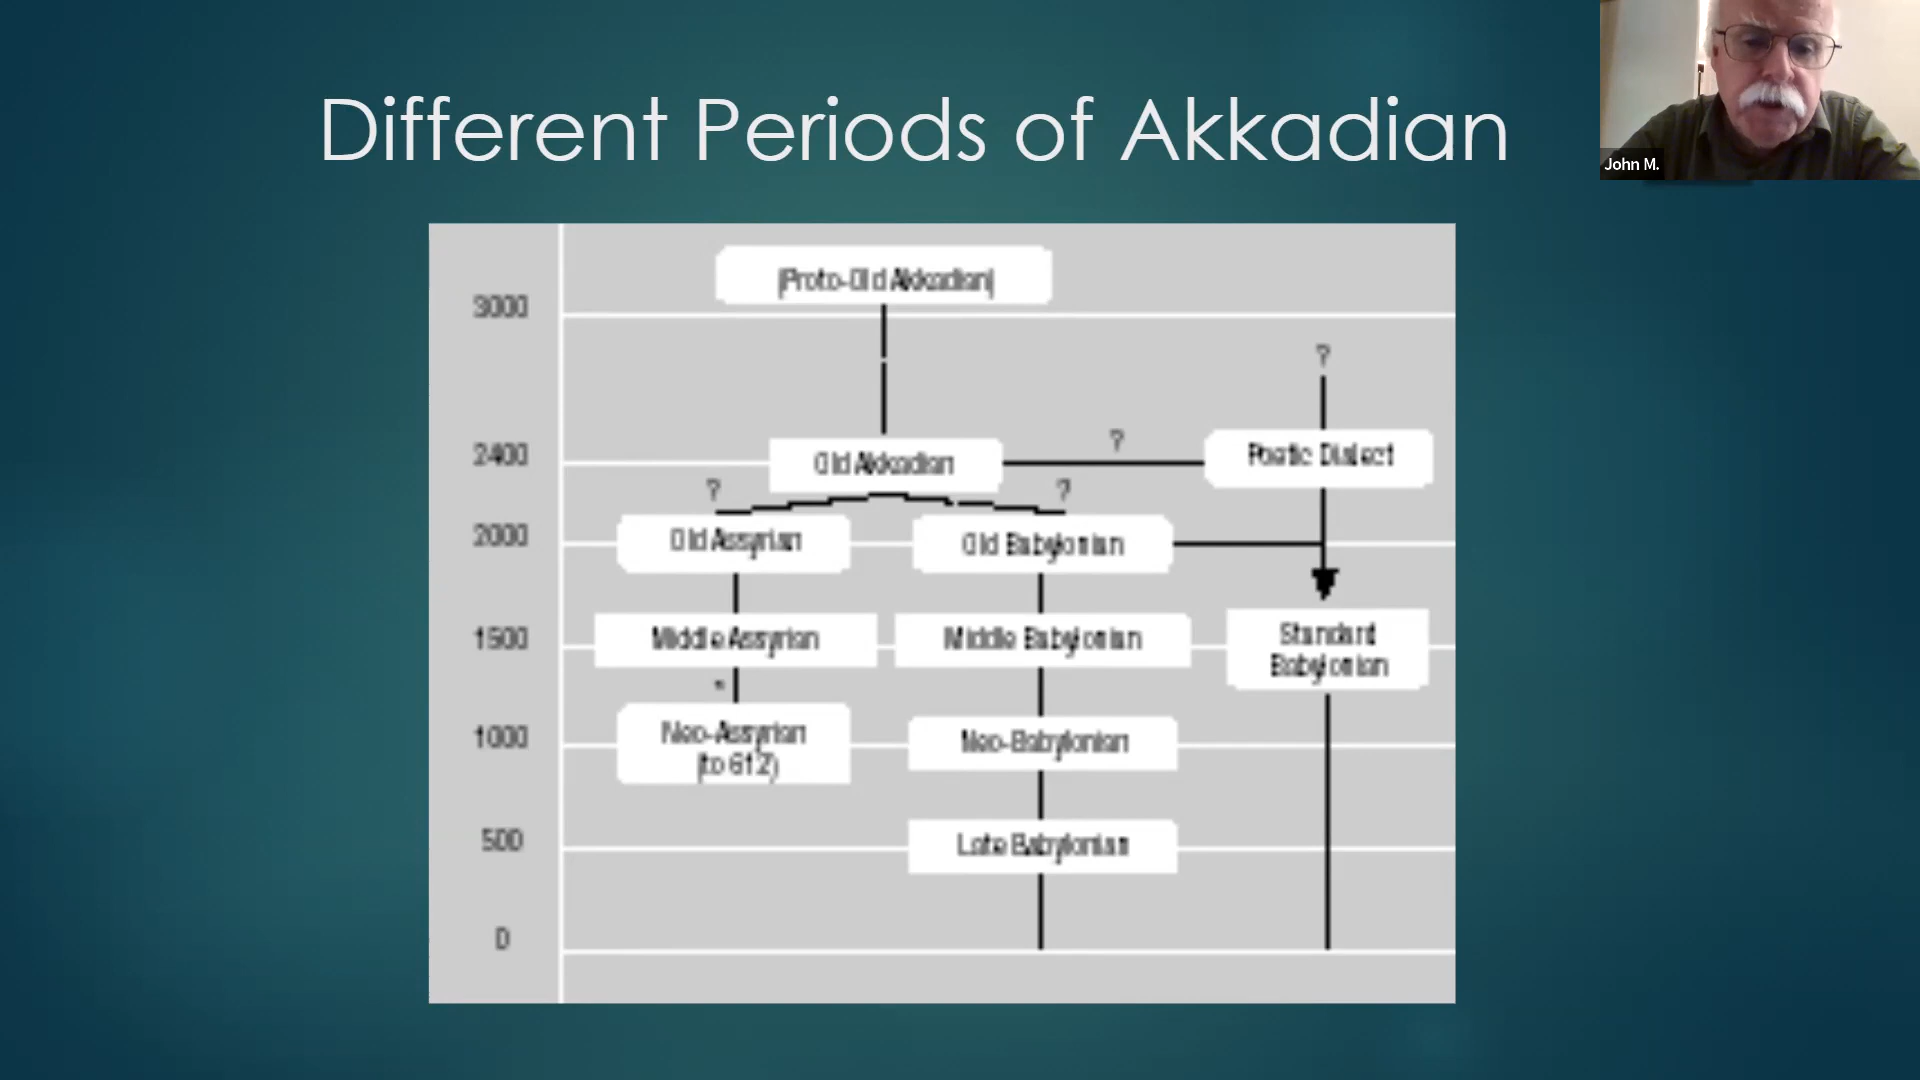 Different Periods of Akkadian
John M.
(Proto-Old Akkadian)
3000
?
2400
Old Akkadian
?
Poetic Dialect
?
?
2000
Old Assyrian
Old Babylonian
1500
Middle Assyrian
Middle Babylonian
Standard
Babylonian
1000
Neo-Assyrian
(to 612)
Neo-Babylonian
500
Late Babylonian
0